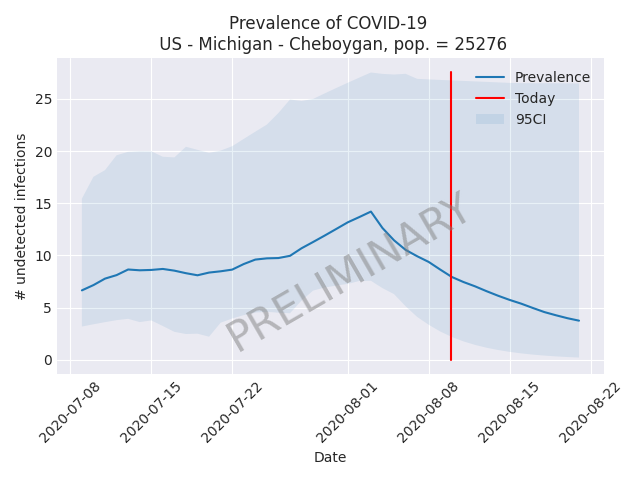 Prevalence of COVID-19
US - Michigan - Cheboygan, pop. = 25276
Prevalence
Today
95CI
# undetected infections
25
20
15
10
5
0
PRELIMINARY
2020-07-08
2020-07-15
2020-07-22
2020-08-01
2020-08-08
2020-08-15
2020-08-22
Date